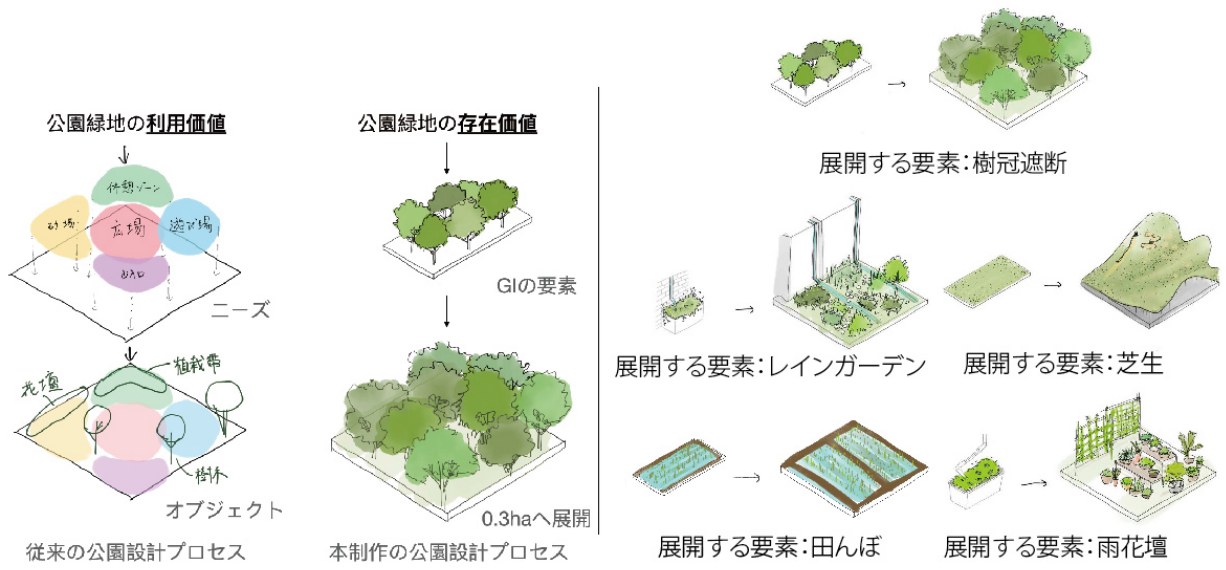 公園緑地の利用価値
休憩ゾーン
砂場
広場
遊び場
出入口
ニーズ
植栽帯
花壇
樹木
オブジェクト
従来の公園設計プロセス
公園緑地の存在価値
GIの要素
0.3haへ展開
本制作の公園設計プロセス
展開する要素：樹冠遮断
展開する要素：レインガーデン
展開する要素：芝生
展開する要素：田んぼ
展開する要素：雨花壇